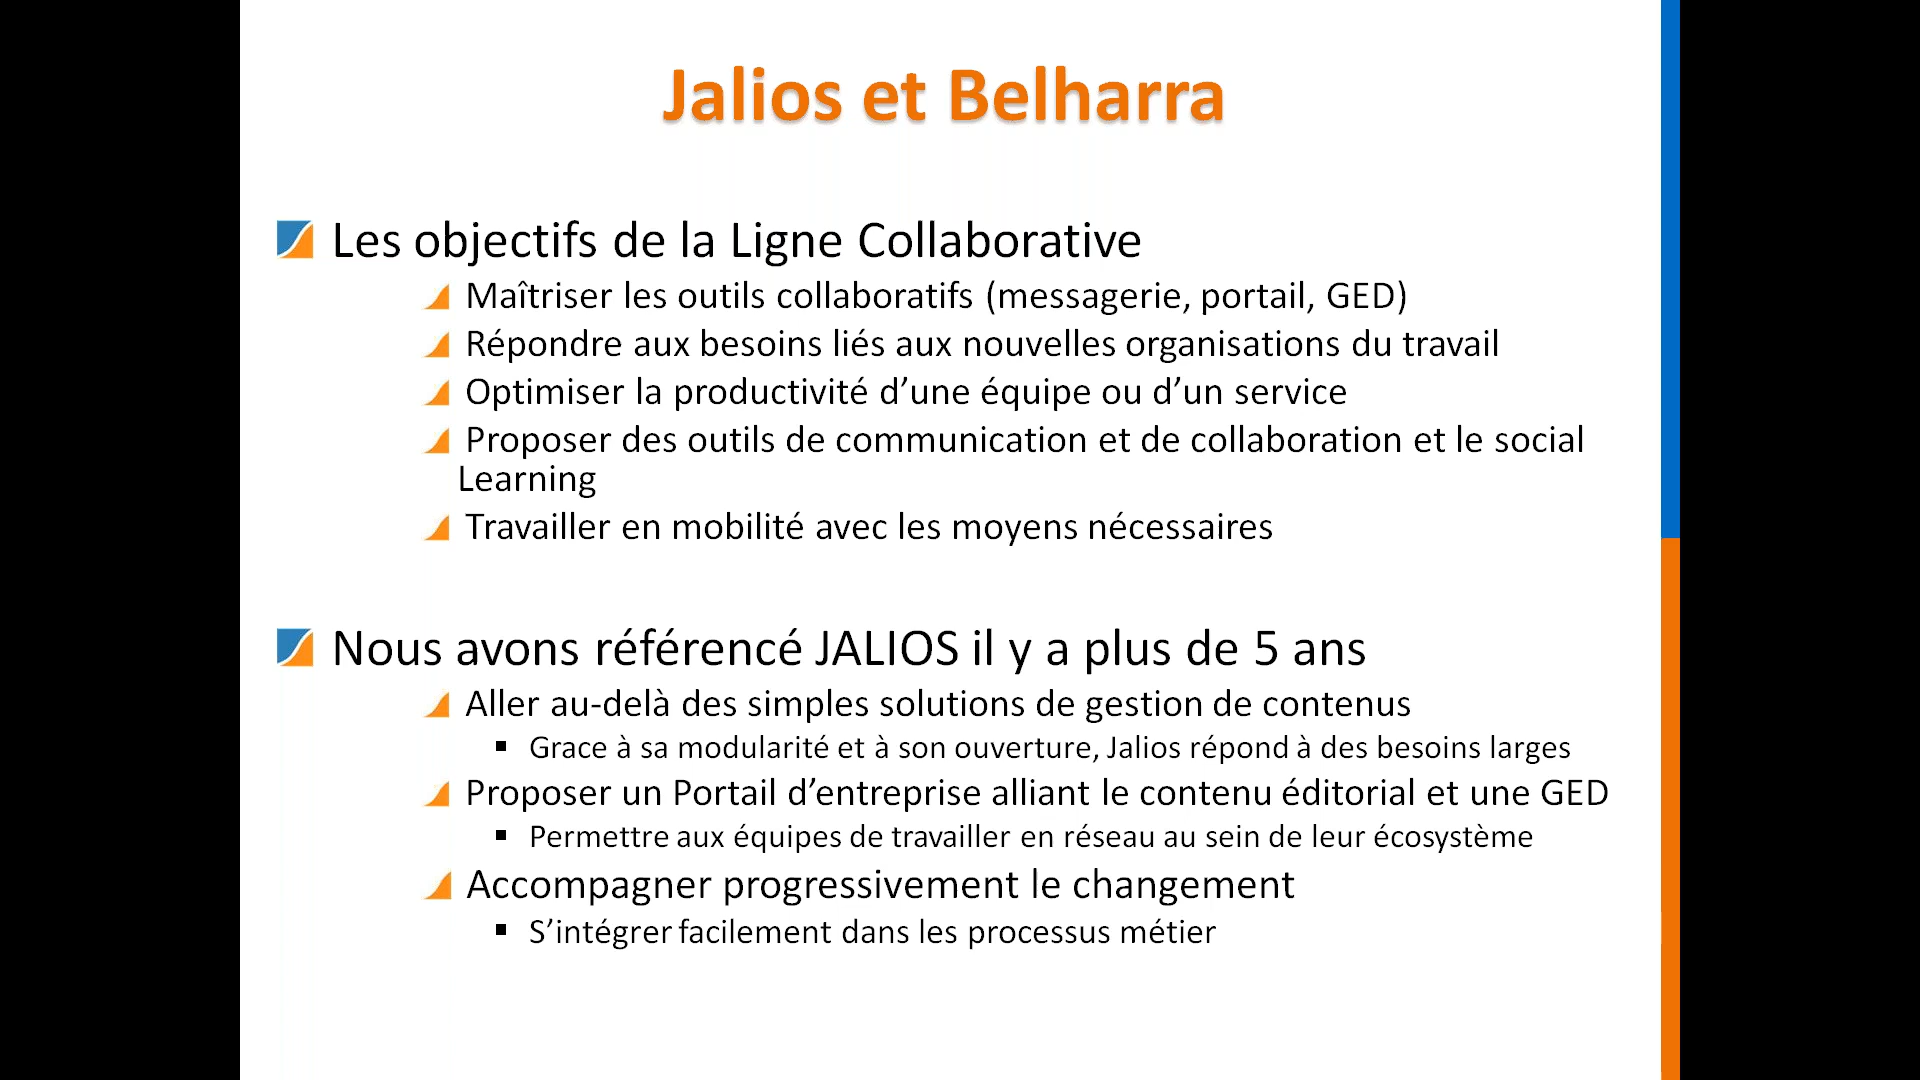 Jalios et Belharra
Les objectifs de la Ligne Collaborative
Maîtriser les outils collaboratifs (messagerie, portail, GED)
Répondre aux besoins liés aux nouvelles organisations du travail
Optimiser la productivité d’une équipe ou d’un service
Proposer des outils de communication et de collaboration et le social
Learning
Travailler en mobilité avec les moyens nécessaires
Nous avons référencé JALIOS il y a plus de 5 ans
Aller au-delà des simples solutions de gestion de contenus
Grace à sa modularité et à son ouverture, Jalios répond à des besoins larges
Proposer un Portail d’entreprise alliant le contenu éditorial et une GED
Permettre aux équipes de travailler en réseau au sein de leur écosystème
Accompagner progressivement le changement
S’intégrer facilement dans les processus métier